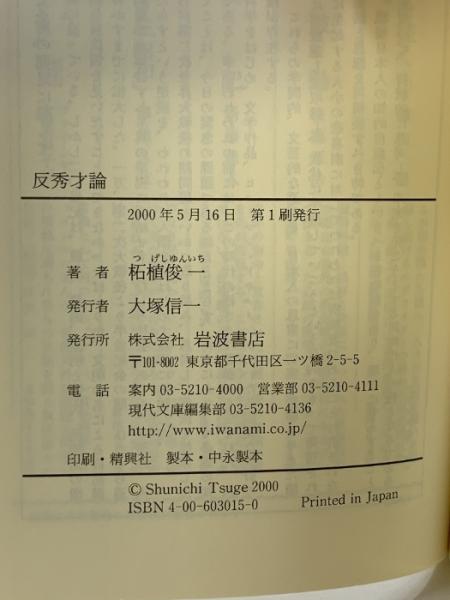 反秀才論
2000年5月16日 第1刷発行
つげしゅんいち
著者 柘植俊一
発行者 大塚信一
発行所 株式会社 岩波書店
〒101-8002 東京都千代田区一ツ橋2-5-5
電話 案内 03-5210-4000 営業部 03-5210-4111
現代文庫編集部 03-5210-4136
http://www.iwanami.co.jp/
印刷・精興社 製本・中永製本
© Shunichi Tsuge 2000
ISBN 4-00-603015-0 Printed in Japan